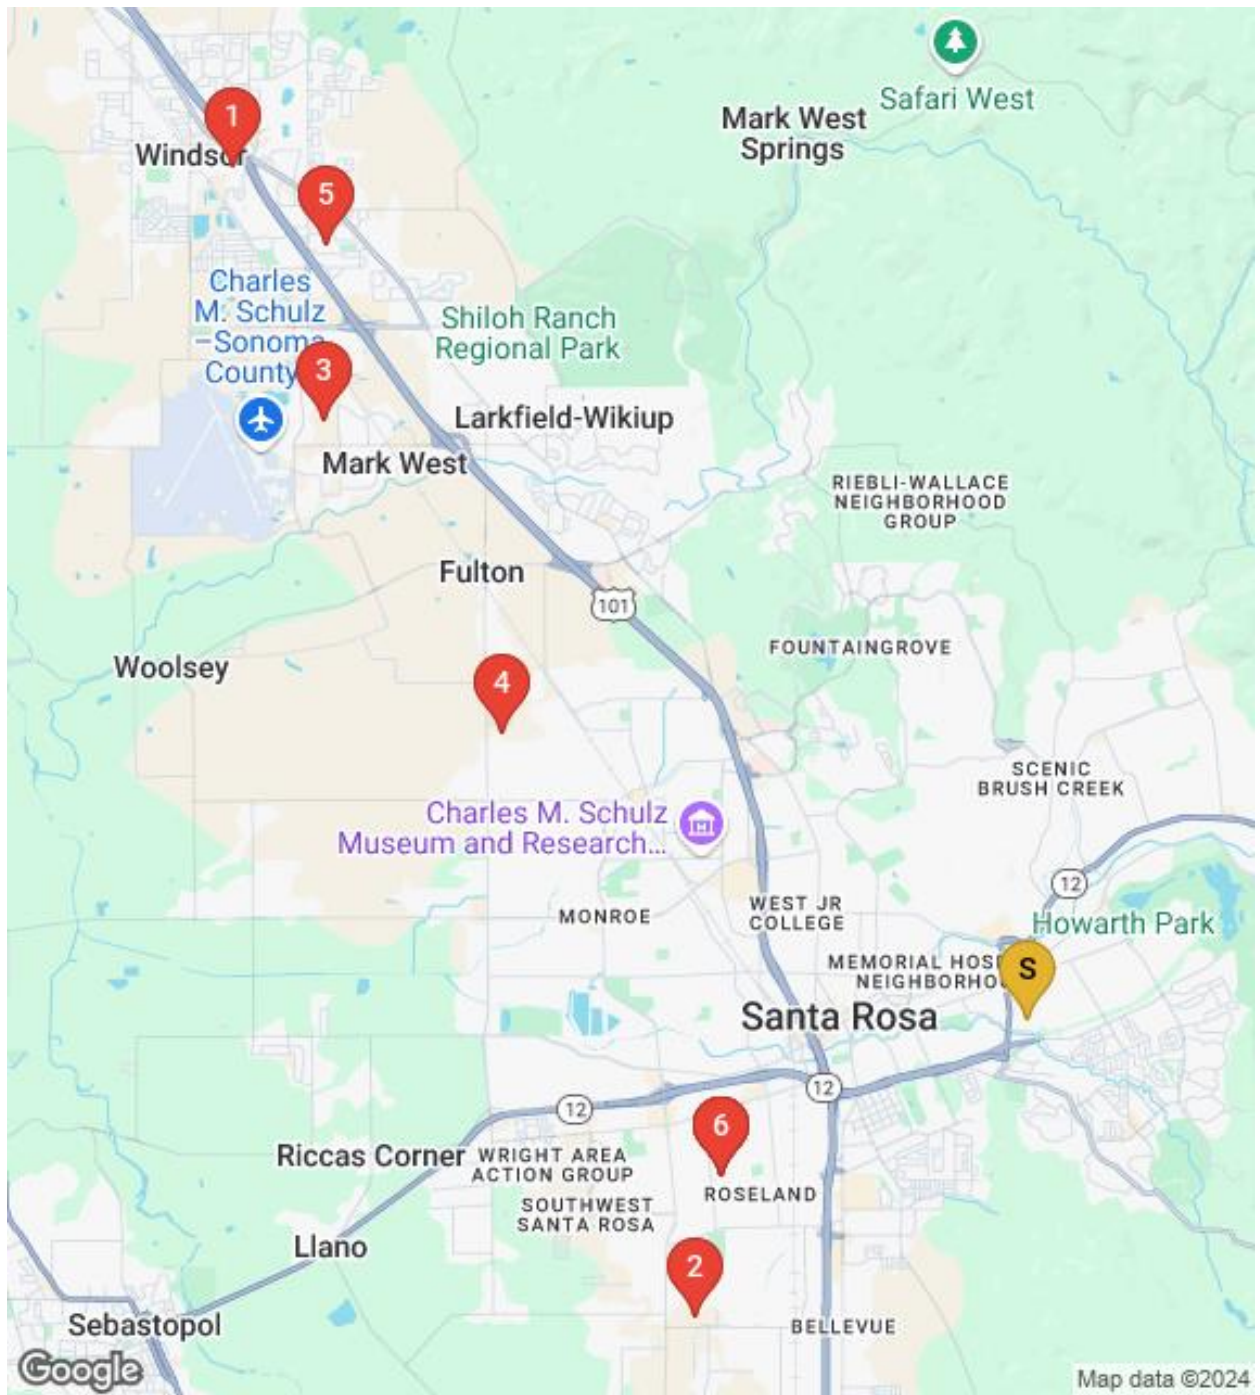 Safari West
Mark West
Springs
1
Windsor
5
Charles
M. Schulz
–Sonoma
County
Shiloh Ranch
Regional Park
3
Larkfield-Wikiup
Mark West
RIEBLI-WALLACE
NEIGHBORHOOD
GROUP
Fulton
101
FOUNTAINGROVE
Woolsey
4
SCENIC
BRUSH CREEK
Charles M. Schulz
Museum and Research...
12
WEST JR
COLLEGE
MONROE
Howarth Park
MEMORIAL HOS
NEIGHBORHO
S
Santa Rosa
12
12
6
Riccas Corner
WRIGHT AREA
ACTION GROUP
ROSELAND
SOUTHWEST
SANTA ROSA
Llano
2
Sebastopol
BELLEVUE
Google
Map data ©2024